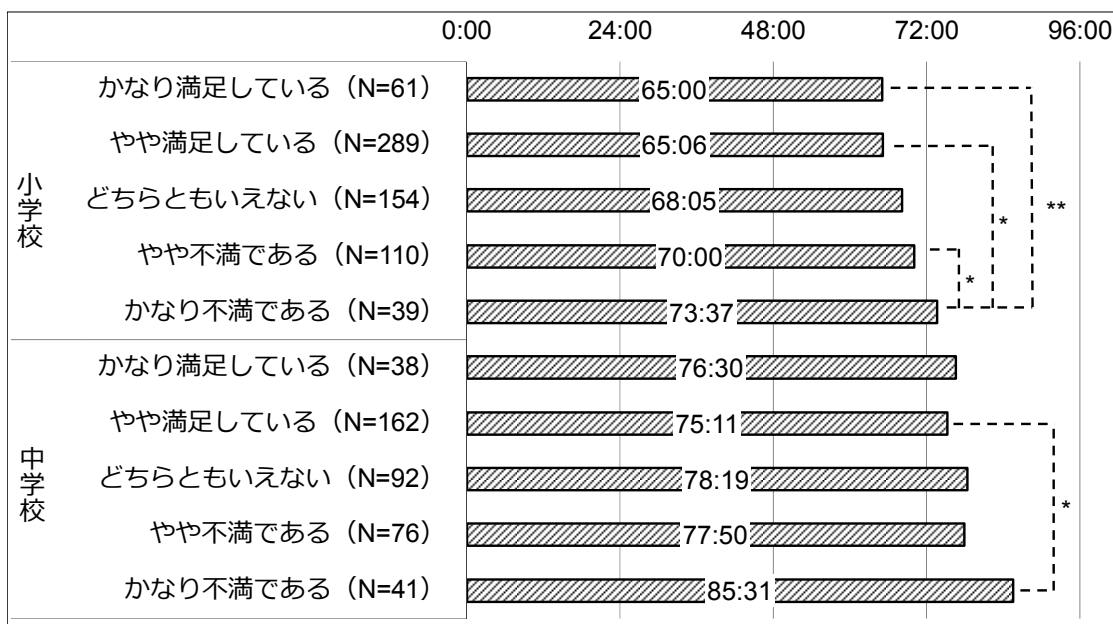 0:00 24:00 48:00 72:00 96:00
小学校
かなり満足している（N=61） 65:00
やや満足している（N=289） 65:06
どちらともいえない（N=154） 68:05
やや不満である（N=110） 70:00
かなり不満である（N=39） 73:37
* * **
中学校
かなり満足している（N=38） 76:30
やや満足している（N=162） 75:11
どちらともいえない（N=92） 78:19
やや不満である（N=76） 77:50
かなり不満である（N=41） 85:31
*